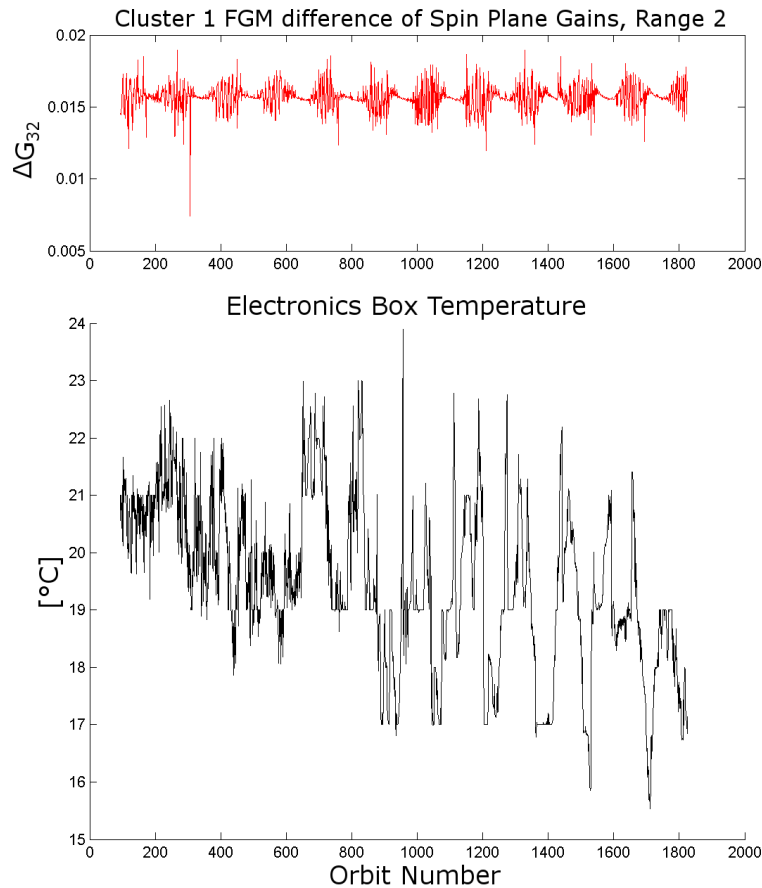 Cluster 1 FGM difference of Spin Plane Gains, Range 2
0.02
0.015
0.01
0.005
ΔG32
0 200 400 600 800 1000 1200 1400 1600 1800 2000
Electronics Box Temperature
24
23
22
21
20
19
18
17
16
15
[°C]
0 200 400 600 800 1000 1200 1400 1600 1800 2000
Orbit Number